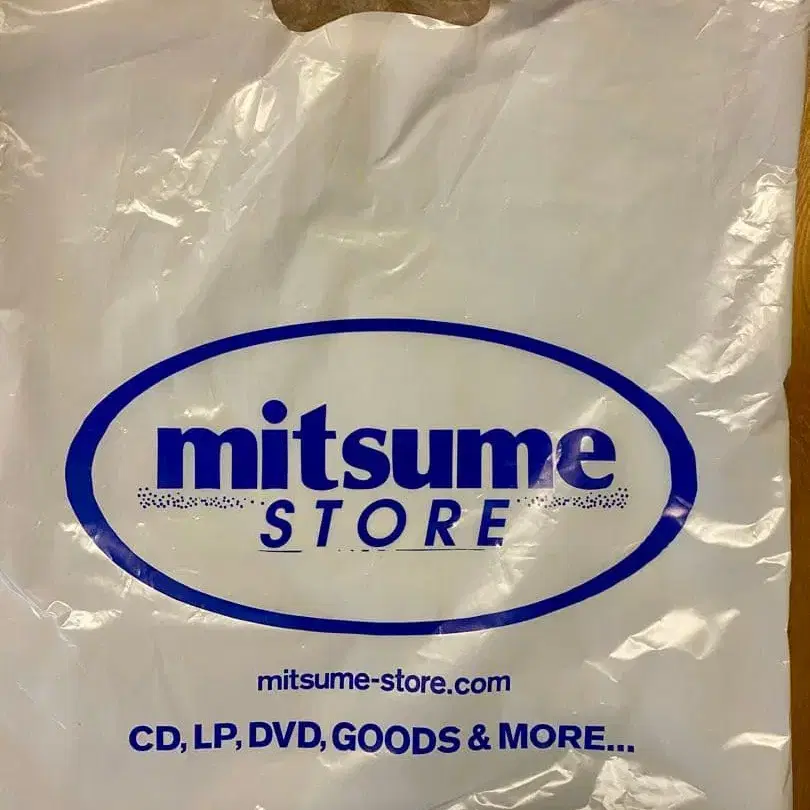 mitsume
STORE
mitsume-store.com
CD, LP, DVD, GOODS & MORE...